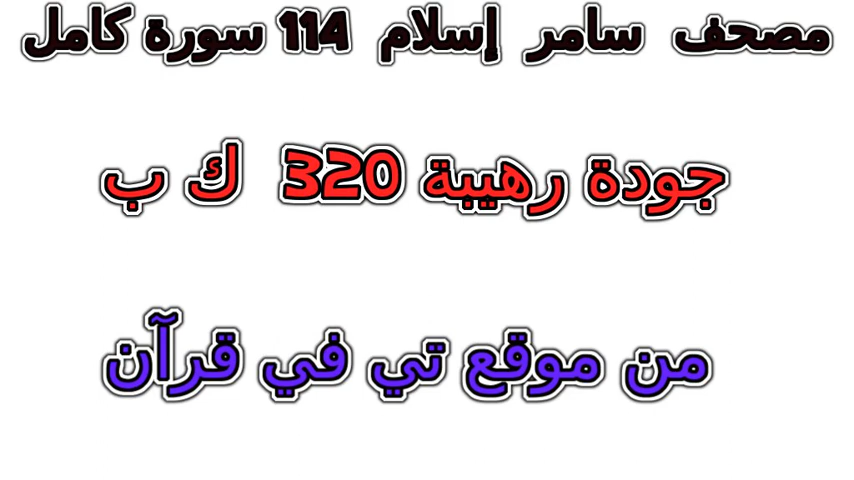 مصحف سامر إسلام 114 سورة كامل
جودة رهيبة 320 ك ب
من موقع تي في قرآن